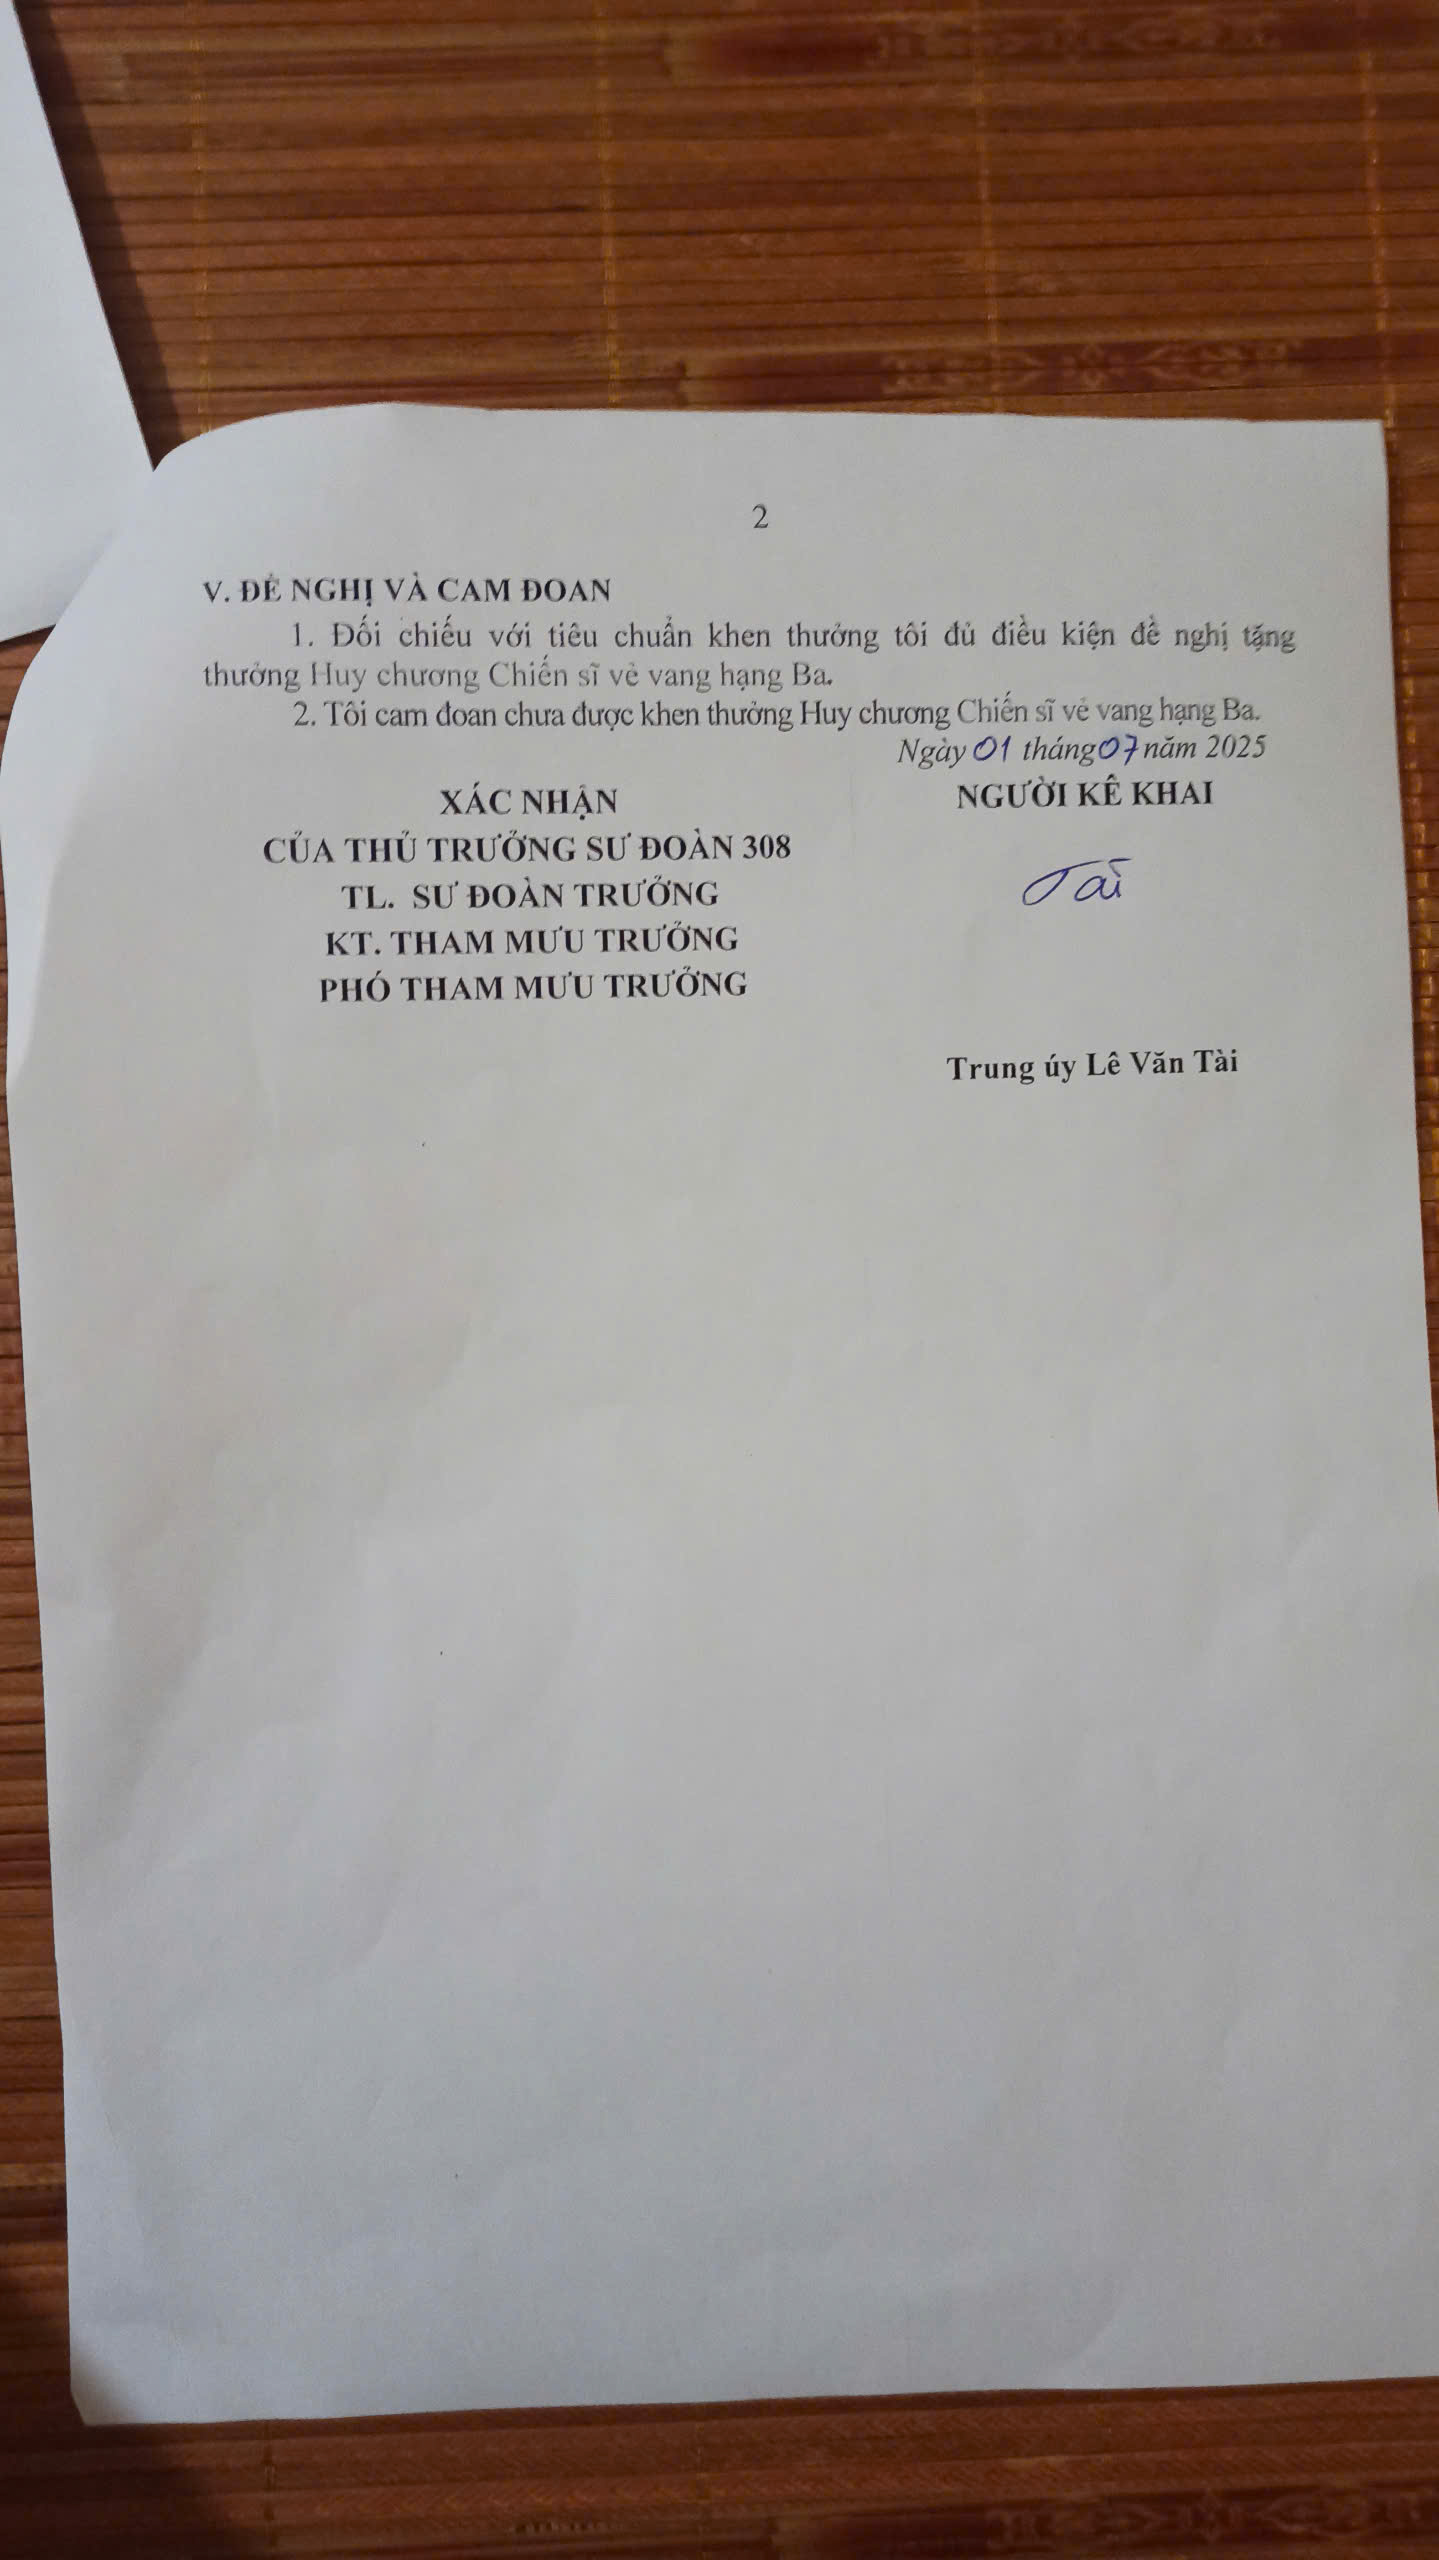 2
V. ĐỀ NGHỊ VÀ CAM ĐOAN
1. Đối chiếu với tiêu chuẩn khen thưởng tôi đủ điều kiện đề nghị tặng
thưởng Huy chương Chiến sĩ vẻ vang hạng Ba.
2. Tôi cam đoan chưa được khen thưởng Huy chương Chiến sĩ vẻ vang hạng Ba.
Ngày 01 tháng 07 năm 2025
XÁC NHẬN
CỦA THỦ TRƯỞNG SƯ ĐOÀN 308
TL. SƯ ĐOÀN TRƯỞNG
KT. THAM MƯU TRƯỞNG
PHÓ THAM MƯU TRƯỞNG
NGƯỜI KÊ KHAI
Tài
Trung úy Lê Văn Tài